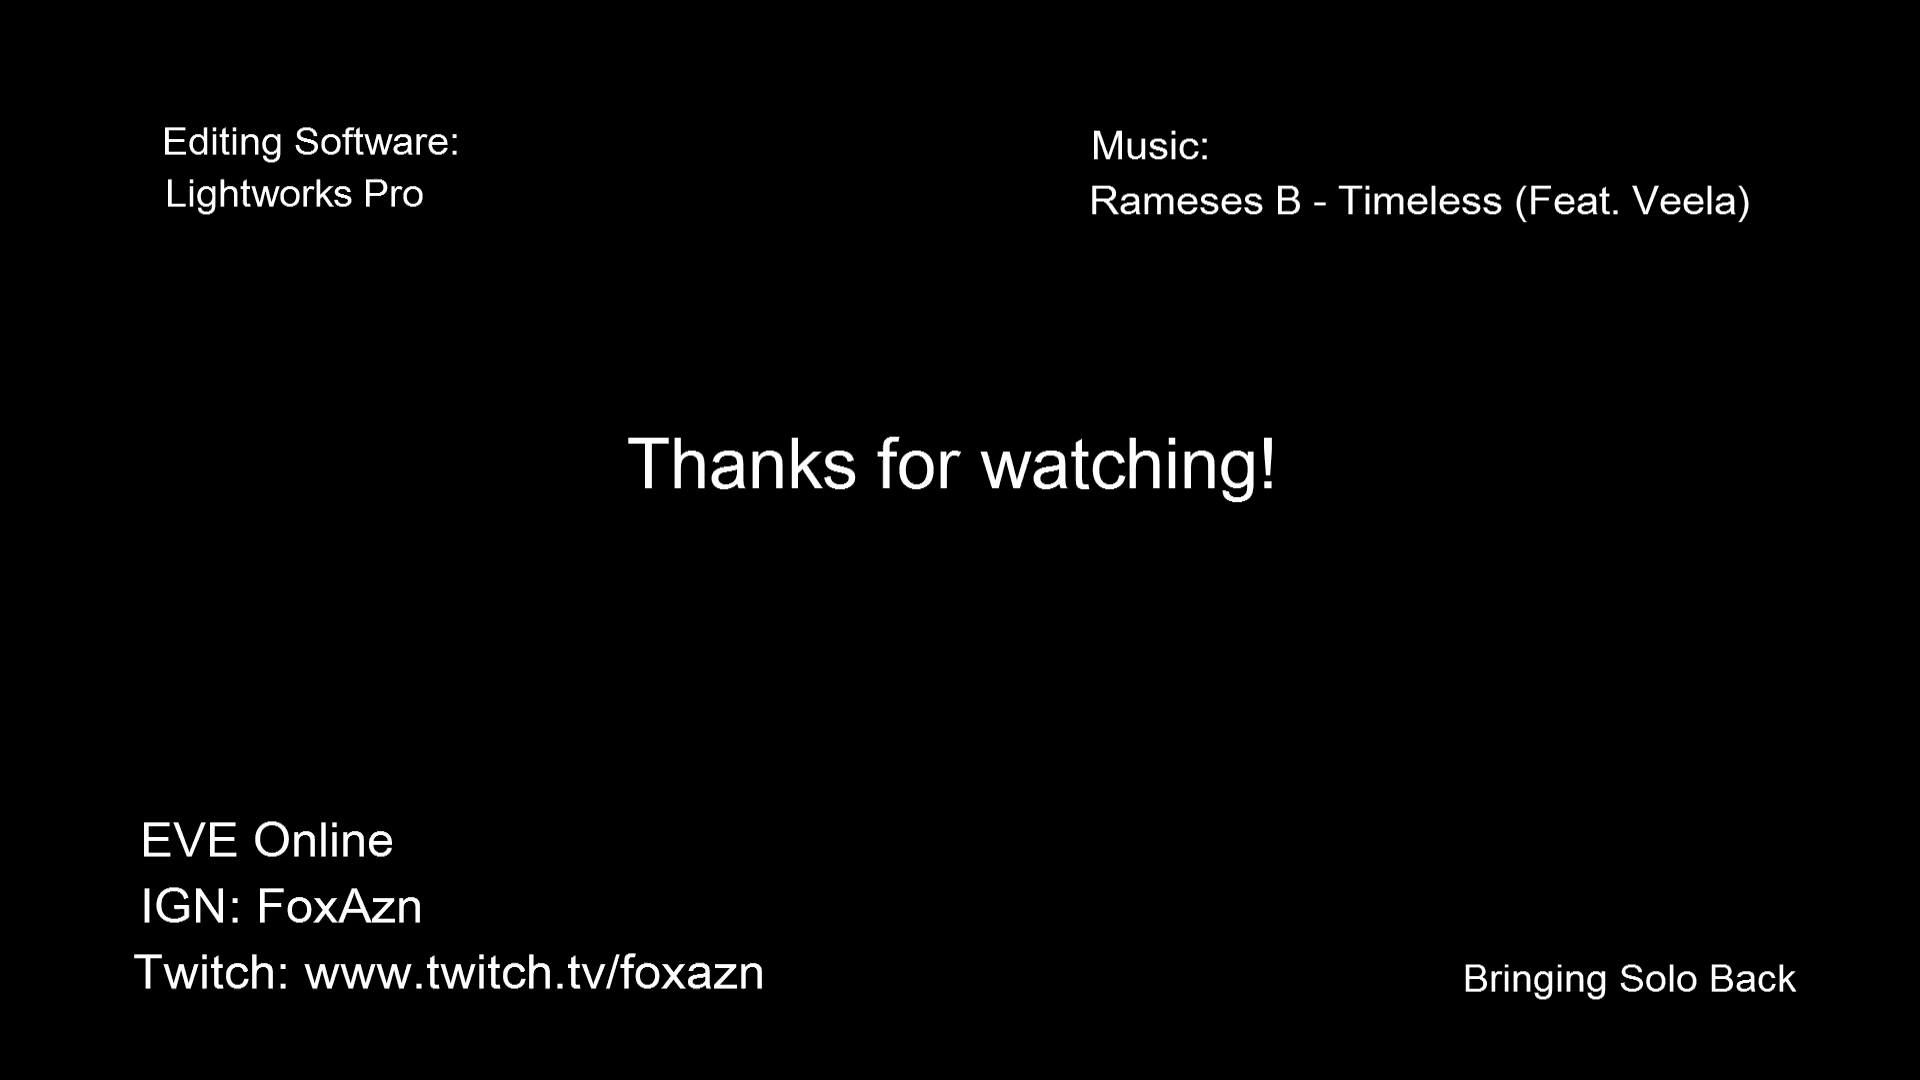 Editing Software:
Lightworks Pro
Music:
Rameses B - Timeless (Feat. Veela)
Thanks for watching!
EVE Online
IGN: FoxAzn
Twitch: www.twitch.tv/foxazn
Bringing Solo Back